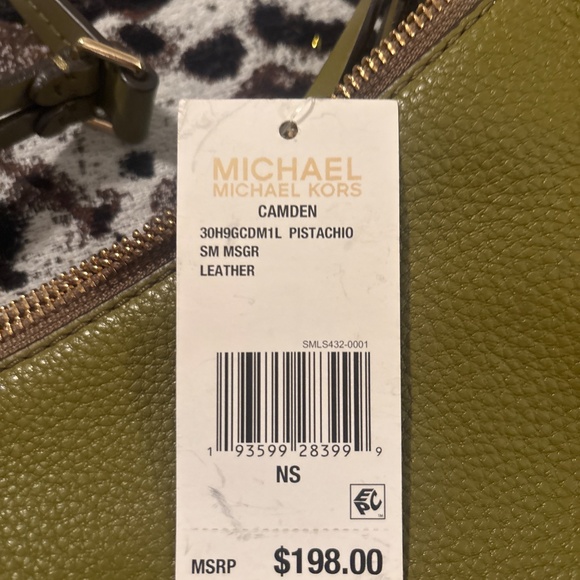 MICHAEL
MICHAEL KORS
CAMDEN
30H9GCDM1L PISTACHIO
SM MSGR
LEATHER
SMLS432-0001
1 93599 28399 9
NS
EPC
MSRP $198.00